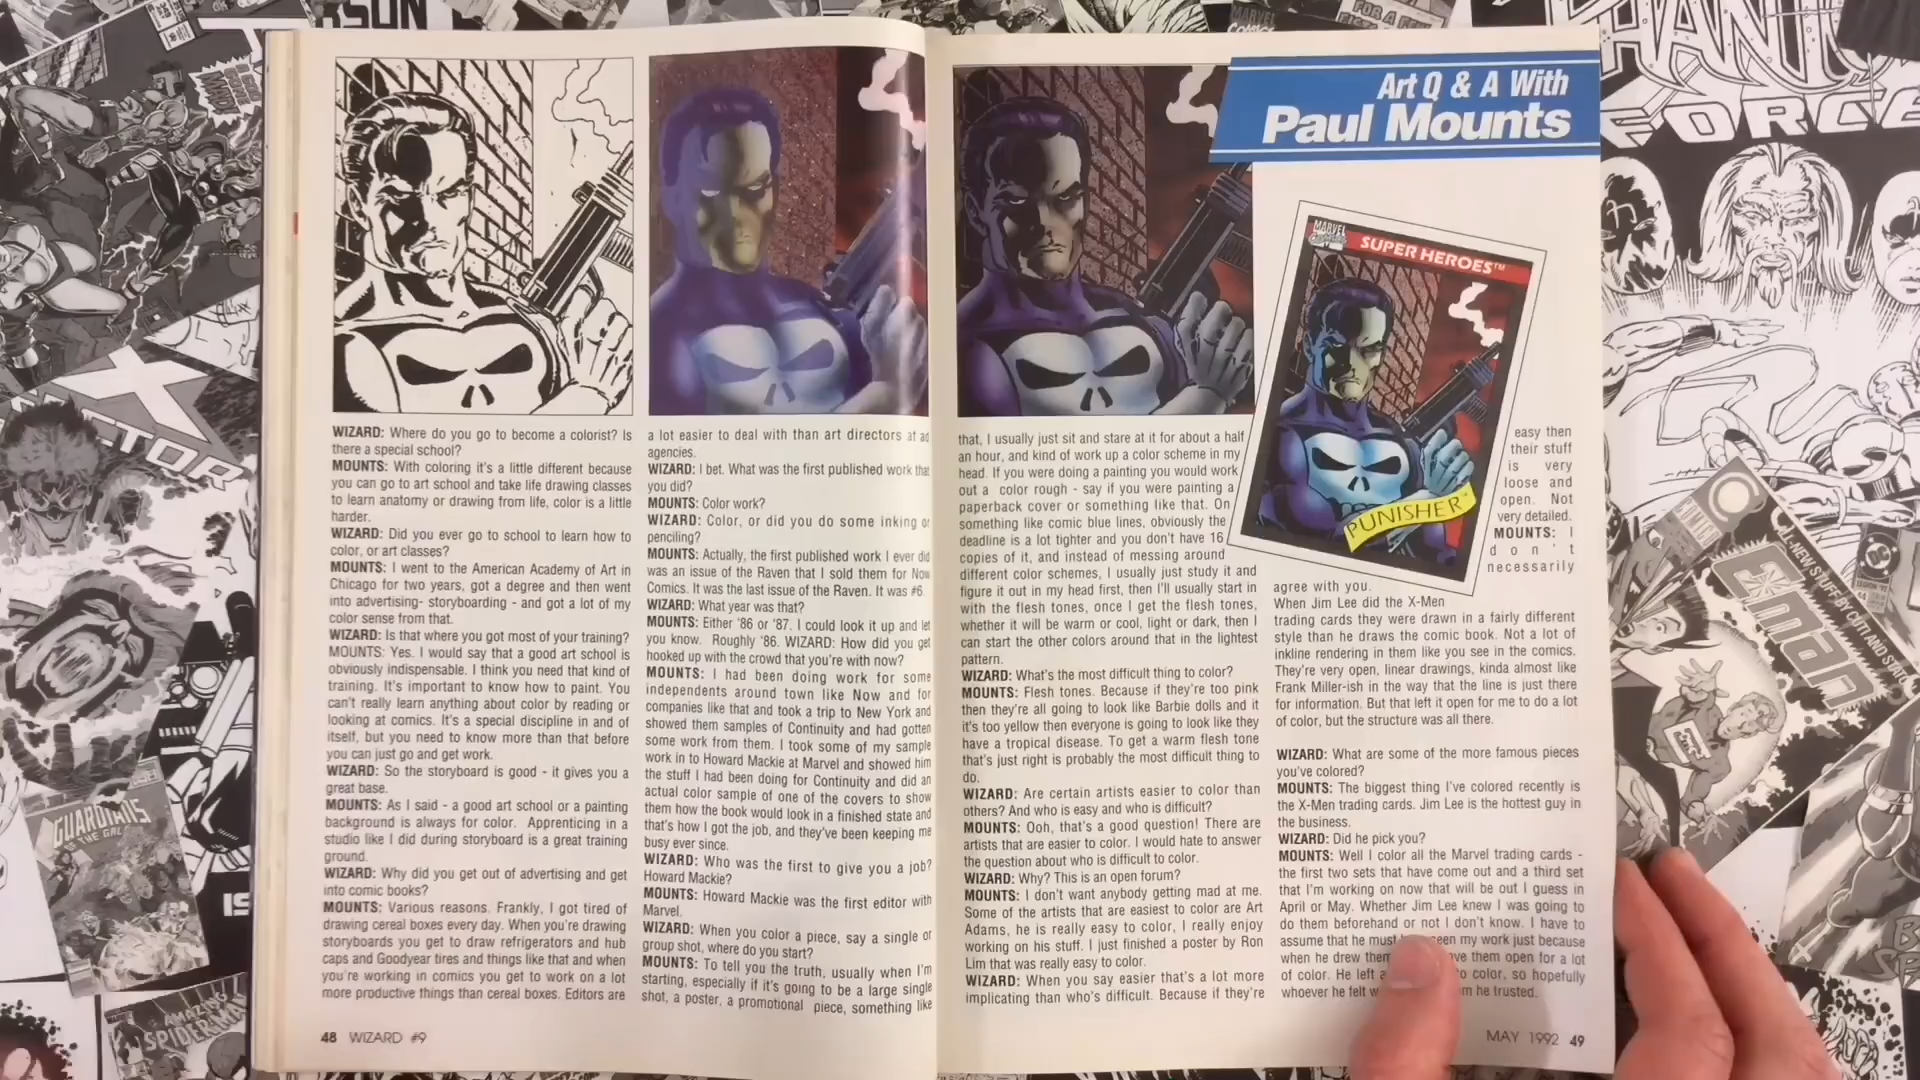 Art Q & A With
Paul Mounts
WIZARD: Where do you go to become a colorist? Is
there a special school?
MOUNTS: With coloring it's a little different because
you can go to art school and take life drawing classes
to learn anatomy or drawing from life, color is a little
harder.
WIZARD: Did you ever go to school to learn how to
color, or art classes?
MOUNTS: I went to the American Academy of Art in
Chicago for two years, got a degree and then went
into advertising- storyboarding - and got a lot of my
color sense from that.
WIZARD: Is that where you got most of your training?
MOUNTS: Yes. I would say that a good art school is
obviously indispensable. I think you need that kind of
training. It's important to know how to paint. You
can't really learn anything about color by reading or
looking at comics. It's a special discipline in and of
itself, but you need to know more than that before
you can just go and get work.
WIZARD: So the storyboard is good - it gives you a
great base.
MOUNTS: As I said - a good art school or a painting
background is always for color. Apprenticing in a
studio like I did during storyboard is a great training
ground.
WIZARD: Why did you get out of advertising and get
into comic books?
MOUNTS: Various reasons. Frankly, I got tired of
drawing cereal boxes every day. When you're drawing
storyboards you get to draw refrigerators and hub
caps and Goodyear tires and things like that and when
you're working in comics you get to work on a lot
more productive things than cereal boxes. Editors are
a lot easier to deal with than art directors at ad
agencies.
WIZARD: I bet. What was the first published work that
you did?
MOUNTS: Color work?
WIZARD: Color, or did you do some inking or
penciling?
MOUNTS: Actually, the first published work I ever did
was an issue of the Raven that I sold them for Now
Comics. It was the last issue of the Raven. It was #6.
WIZARD: What year was that?
MOUNTS: Either '86 or '87. I could look it up and let
you know. Roughly '86. WIZARD: How did you get
hooked up with the crowd that you're with now?
MOUNTS: I had been doing work for some
independents around town like Now and for
companies like that and took a trip to New York and
showed them samples of Continuity and had gotten
some work from them. I took some of my sample
work in to Howard Mackie at Marvel and showed him
the stuff I had been doing for Continuity and did an
actual color sample of one of the covers to show
them how the book would look in a finished state and
that's how I got the job, and they've been keeping me
busy ever since.
WIZARD: Who was the first to give you a job?
Howard Mackie?
MOUNTS: Howard Mackie was the first editor with
Marvel.
WIZARD: When you color a piece, say a single or
group shot, where do you start?
MOUNTS: To tell you the truth, usually when I'm
starting, especially if it's going to be a large single
shot, a poster, a promotional piece, something like
48 WIZARD #9
that, I usually just sit and stare at it for about a half
an hour, and kind of work up a color scheme in my
head. If you were doing a painting you would work
out a color rough - say if you were painting a
paperback cover or something like that. On
something like comic blue lines, obviously the
deadline is a lot tighter and you don't have 16
copies of it, and instead of messing around
different color schemes, I usually just study it and
figure it out in my head first, then I'll usually start in
with the flesh tones, once I get the flesh tones,
whether it will be warm or cool, light or dark, then I
can start the other colors around that in the lightest
pattern.
WIZARD: What's the most difficult thing to color?
MOUNTS: Flesh tones. Because if they're too pink
then they're all going to look like Barbie dolls and it
it's too yellow then everyone is going to look like they
have a tropical disease. To get a warm flesh tone
that's just right is probably the most difficult thing to
do.
WIZARD: Are certain artists easier to color than
others? And who is easy and who is difficult?
MOUNTS: Ooh, that's a good question! There are
artists that are easier to color. I would hate to answer
the question about who is difficult to color.
WIZARD: Why? This is an open forum?
MOUNTS: I don't want anybody getting mad at me.
Some of the artists that are easiest to color are Art
Adams, he is really easy to color, I really enjoy
working on his stuff. I just finished a poster by Ron
Lim that was really easy to color.
WIZARD: When you say easier that's a lot more
implicating than who's difficult. Because if they're
MARVEL
SUPER HEROES™
PUNISHER™
easy then
their stuff
is very
loose and
open. Not
very detailed.
MOUNTS: I
don't
necessarily
agree with you.
When Jim Lee did the X-Men
trading cards they were drawn in a fairly different
style than he draws the comic book. Not a lot of
inkline rendering in them like you see in the comics.
They're very open, linear drawings, kinda almost like
Frank Miller-ish in the way that the line is just there
for information. But that left it open for me to do a lot
of color, but the structure was all there.
WIZARD: What are some of the more famous pieces
you've colored?
MOUNTS: The biggest thing I've colored recently is
the X-Men trading cards. Jim Lee is the hottest guy in
the business.
WIZARD: Did he pick you?
MOUNTS: Well I color all the Marvel trading cards -
the first two sets that have come out and a third set
that I'm working on now that will be out I guess in
April or May. Whether Jim Lee knew I was going to
do them beforehand or not I don't know. I have to
assume that he must seen my work just because
when he drew them open for a lot
of color. He left a to color, so hopefully
whoever he felt he trusted.
MAY 1992 49
FORCE
E-man
ALL-NEW STUFF BY CUTI AND STATON
GUARDIANS
OF THE GALAXY
AMAZING
SPIDER-MAN